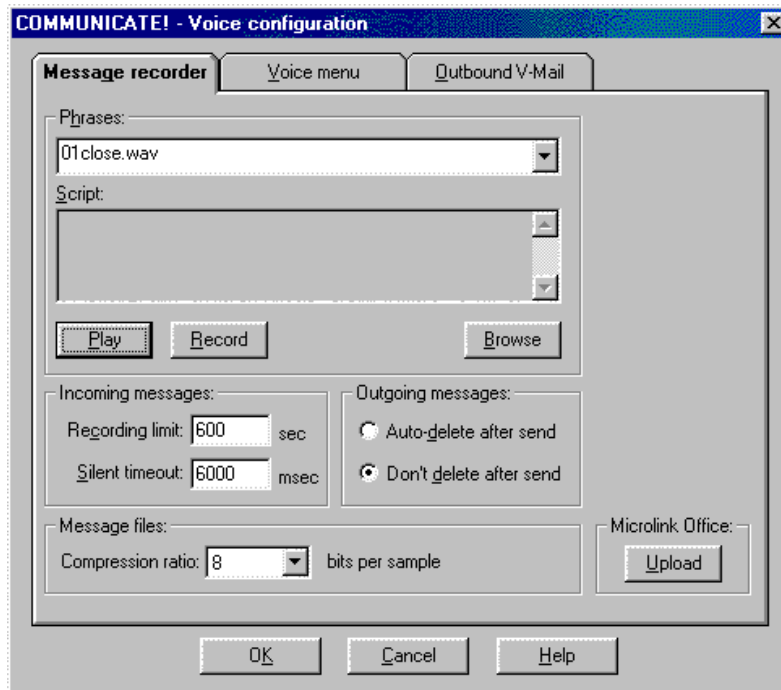 COMMUNICATE! - Voice configuration
Message recorder
Voice menu
Outbound V-Mail
Phrases:
01close.wav
Script:
Play
Record
Browse
Incoming messages:
Outgoing messages:
Recording limit: 600 sec
Auto-delete after send
Silent timeout: 6000 msec
Don't delete after send
Message files:
Microlink Office:
Compression ratio: 8 bits per sample
Upload
OK
Cancel
Help